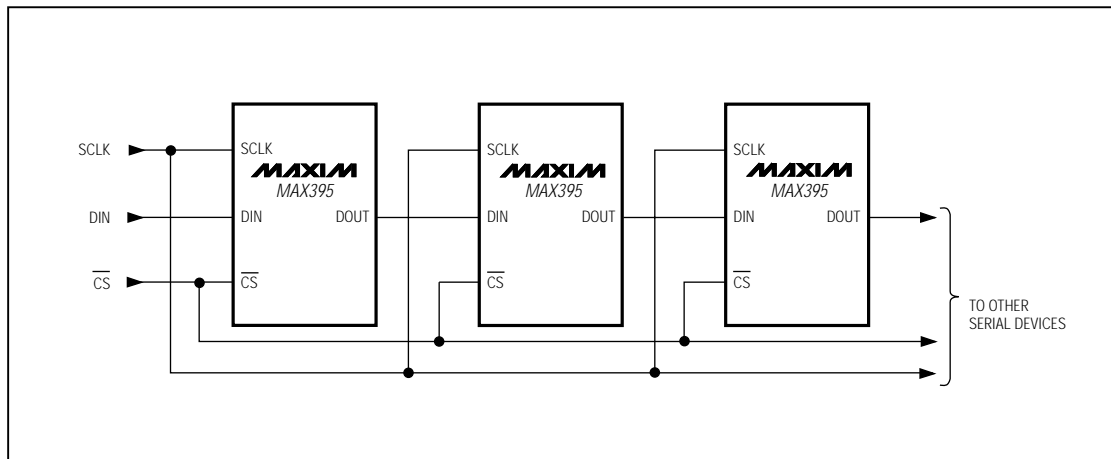 SCLK
SCLK
MAXIM
MAX395
SCLK
MAXIM
MAX395
SCLK
MAXIM
MAX395
DIN
DIN
DOUT
DIN
DOUT
DIN
DOUT
CS
CS
CS
CS
TO OTHER
SERIAL DEVICES